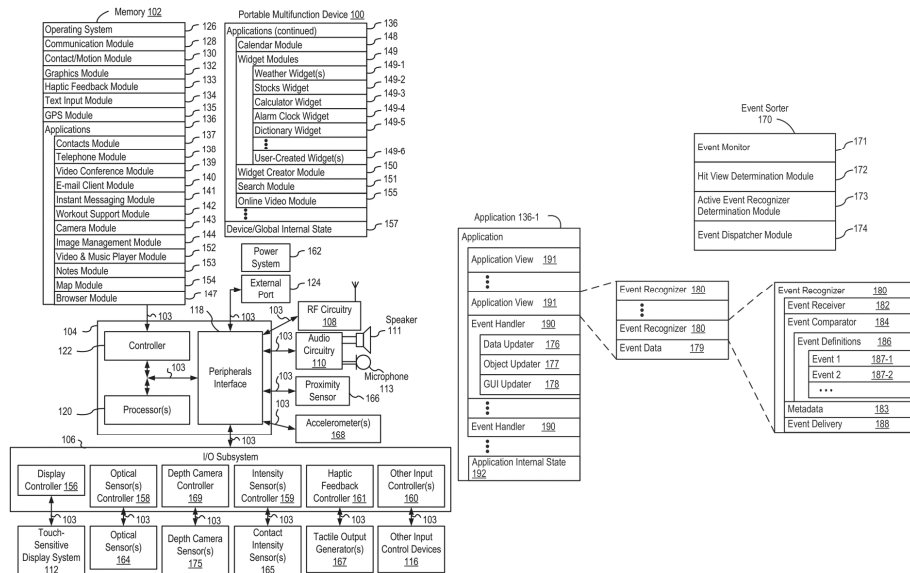 Memory 102
Operating System 126
Communication Module 128
Contact/Motion Module 130
Graphics Module 132
Haptic Feedback Module 133
Text Input Module 134
GPS Module 135
Applications 136
Contacts Module 137
Telephone Module 138
Video Conference Module 139
E-mail Client Module 140
Instant Messaging Module 141
Workout Support Module 142
Camera Module 143
Image Management Module 144
Video & Music Player Module 152
Notes Module 153
Map Module 154
Browser Module 147
Portable Multifunction Device 100
Applications (continued) 136
Calendar Module 148
Widget Modules 149
Weather Widget(s) 149-1
Stocks Widget 149-2
Calculator Widget 149-3
Alarm Clock Widget 149-4
Dictionary Widget 149-5
User-Created Widget(s) 149-6
Widget Creator Module 150
Search Module 151
Online Video Module 155
Device/Global Internal State 157
Power
System
162
External
Port
124
118
103
103
103
RF Circuitry
108
Speaker
111
104
122
Controller
103
Peripherals
Interface
103
Audio
Circuitry
110
Microphone
113
103
Proximity
Sensor
166
120
Processor(s)
103
Accelerometer(s)
168
103
106
I/O Subsystem
Display
Controller 156
Optical
Sensor(s)
Controller 158
Depth Camera
Controller
169
Intensity
Sensor(s)
Controller 159
Haptic
Feedback
Controller 161
Other Input
Controller(s)
160
103
103
103
103
103
103
Touch-
Sensitive
Display System
112
Optical
Sensor(s)
164
Depth Camera
Sensor(s)
175
Contact
Intensity
Sensor(s)
165
Tactile Output
Generator(s)
167
Other Input
Control Devices
116
Event Sorter
170
Event Monitor 171
Hit View Determination Module 172
Active Event Recognizer
Determination Module
173
Event Dispatcher Module 174
Application 136-1
Application
Application View 191
Application View 191
Event Handler 190
Data Updater 176
Object Updater 177
GUI Updater 178
Event Handler 190
Application Internal State
192
Event Recognizer 180
Event Recognizer 180
Event Data 179
Event Recognizer 180
Event Receiver 182
Event Comparator 184
Event Definitions
186
Event 1 187-1
Event 2 187-2
Metadata 183
Event Delivery 188